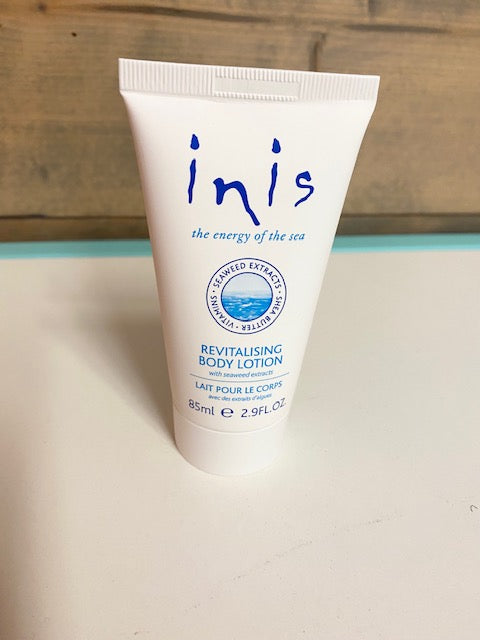 inis
the energy of the sea
SEAWEED EXTRACTS • SHEA BUTTER • VITAMINS •
REVITALISING
BODY LOTION
with seaweed extracts
LAIT POUR LE CORPS
avec des extraits d'algues
85ml e 2.9FL.OZ.